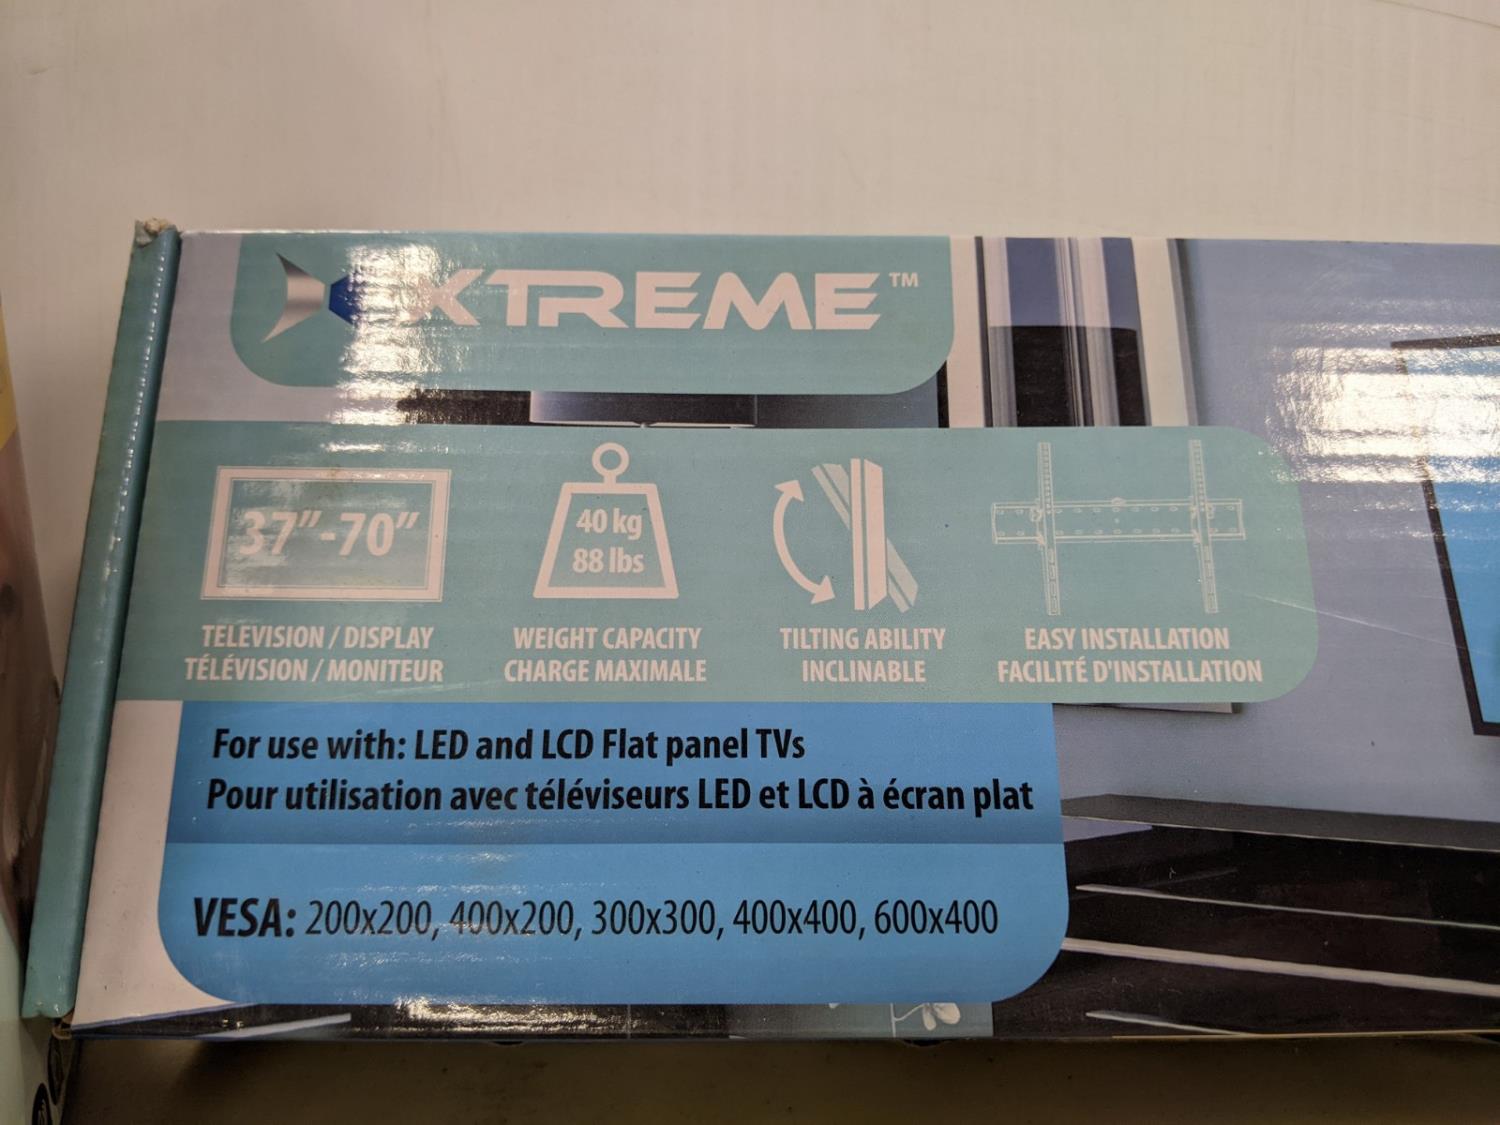 XTREME™
37"-70"
40 kg
88 lbs
TELEVISION / DISPLAY
TÉLÉVISION / MONITEUR
WEIGHT CAPACITY
CHARGE MAXIMALE
TILTING ABILITY
INCLINABLE
EASY INSTALLATION
FACILITÉ D'INSTALLATION
For use with: LED and LCD Flat panel TVs
Pour utilisation avec téléviseurs LED et LCD à écran plat
VESA: 200x200, 400x200, 300x300, 400x400, 600x400